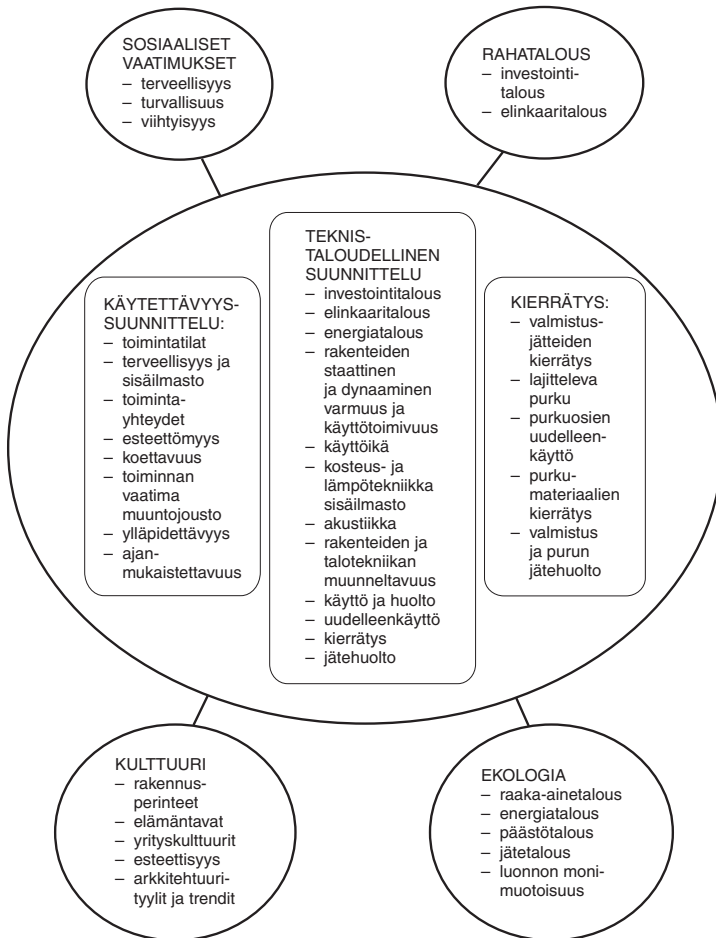 SOSIAALISET
VAATIMUKSET
– terveellisyys
– turvallisuus
– viihtyisyys
RAHATALOUS
– investointi-
talous
– elinkaaritalous
KÄYTETTÄVYYS-
SUUNNITTELU:
– toimintatilat
– terveellisyys ja
sisäilmasto
– toiminta-
yhteydet
– esteettömyys
– koettavuus
– toiminnan
vaatima
muuntojousto
– ylläpidettävyys
– ajan-
mukaistettavuus
TEKNIS-
TALOUDELLINEN
SUUNNITTELU
– investointitalous
– elinkaaritalous
– energiatalous
– rakenteiden
staattinen
ja dynaaminen
varmuus ja
käyttötoimivuus
– käyttöikä
– kosteus- ja
lämpötekniikka
sisäilmasto
– akustiikka
– rakenteiden ja
talotekniikan
muunneltavuus
– käyttö ja huolto
– uudelleenkäyttö
– kierrätys
– jätehuolto
KIERRÄTYS:
– valmistus-
jätteiden
kierrätys
– lajitteleva
purku
– purkuosien
uudelleen-
käyttö
– purku-
materiaalien
kierrätys
– valmistus
ja purun
jätehuolto
KULTTUURI
– rakennus-
perinteet
– elämäntavat
– yrityskulttuurit
– esteettisyys
– arkkitehtuuri-
tyylit ja trendit
EKOLOGIA
– raaka-ainetalous
– energiatalous
– päästötalous
– jätetalous
– luonnon moni-
muotoisuus